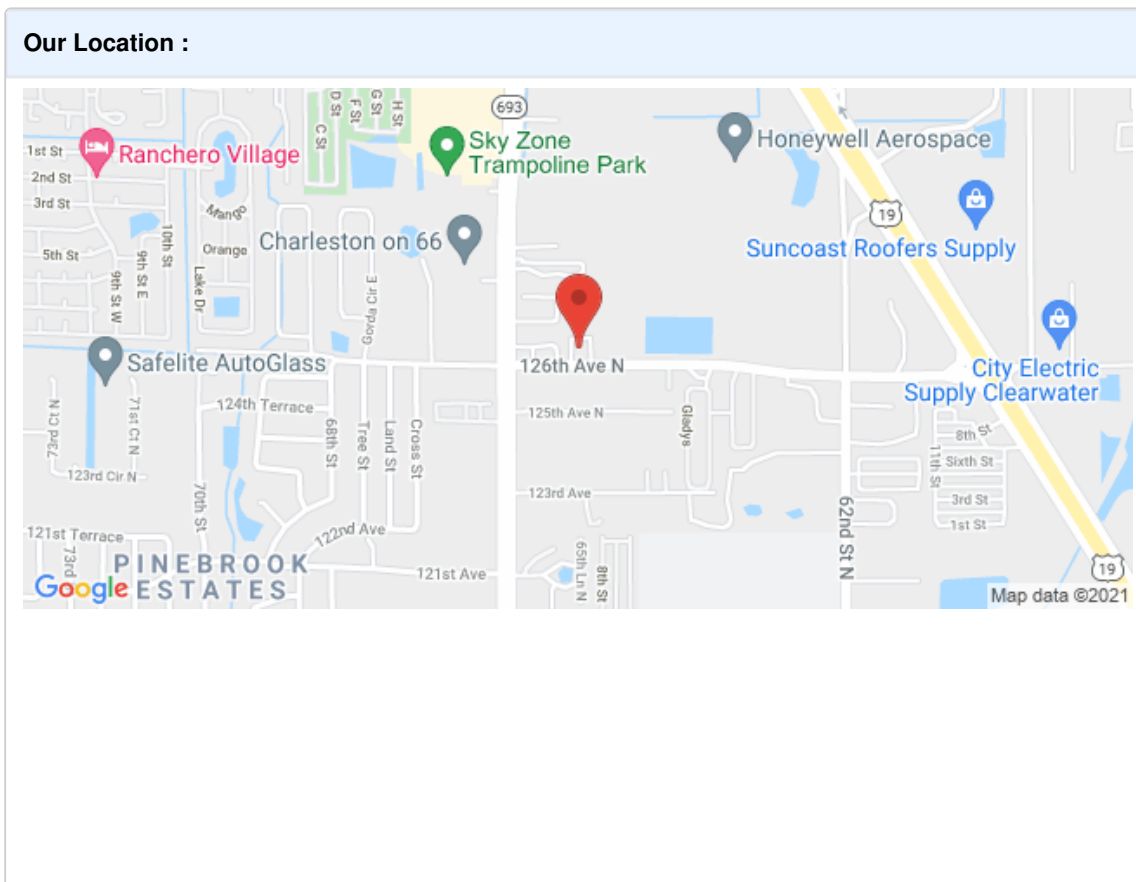 Our Location :
D St
F St
G St
H St
C St
693
Sky Zone
Trampoline Park
Honeywell Aerospace
1st St
Ranchero Village
2nd St
3rd St
Mango
19
Suncoast Roofers Supply
10th St
Charleston on 66
5th St
Orange
9th St W
9th St E
Lake Dr
Gorda Cir E
Safelite AutoGlass
126th Ave N
City Electric
Supply Clearwater
73rd Ct N
71st Ct N
124th Terrace
125th Ave N
Gladys
68th St
Tree St
Land St
Cross St
8th St
11th St
Sixth St
123rd Cir N
70th St
123rd Ave
62nd St N
3rd St
1st St
121st Terrace
122nd Ave
73rd
PINEBROOK
ESTATES
121st Ave
65th Ln N
8th St
19
Google
Map data ©2021